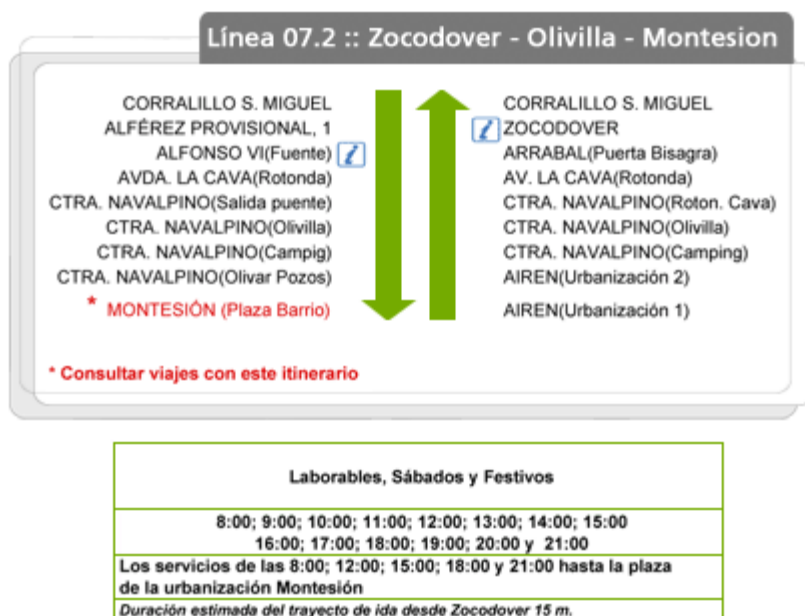 Línea 07.2 :: Zocodover - Olivilla - Montesion
CORRALILLO S. MIGUEL
ALFÉREZ PROVISIONAL, 1
ALFONSO VI(Fuente)
AVDA. LA CAVA(Rotonda)
CTRA. NAVALPINO(Salida puente)
CTRA. NAVALPINO(Olivilla)
CTRA. NAVALPINO(Campig)
CTRA. NAVALPINO(Olivar Pozos)
* MONTESIÓN (Plaza Barrio)
CORRALILLO S. MIGUEL
ZOCODOVER
ARRABAL(Puerta Bisagra)
AV. LA CAVA(Rotonda)
CTRA. NAVALPINO(Roton. Cava)
CTRA. NAVALPINO(Olivilla)
CTRA. NAVALPINO(Camping)
AIREN(Urbanización 2)
AIREN(Urbanización 1)
* Consultar viajes con este itinerario
Laborables, Sábados y Festivos
8:00; 9:00; 10:00; 11:00; 12:00; 13:00; 14:00; 15:00
16:00; 17:00; 18:00; 19:00; 20:00 y 21:00
Los servicios de las 8:00; 12:00; 15:00; 18:00 y 21:00 hasta la plaza
de la urbanización Montesión
Duración estimada del trayecto de ida desde Zocodover 15 m.